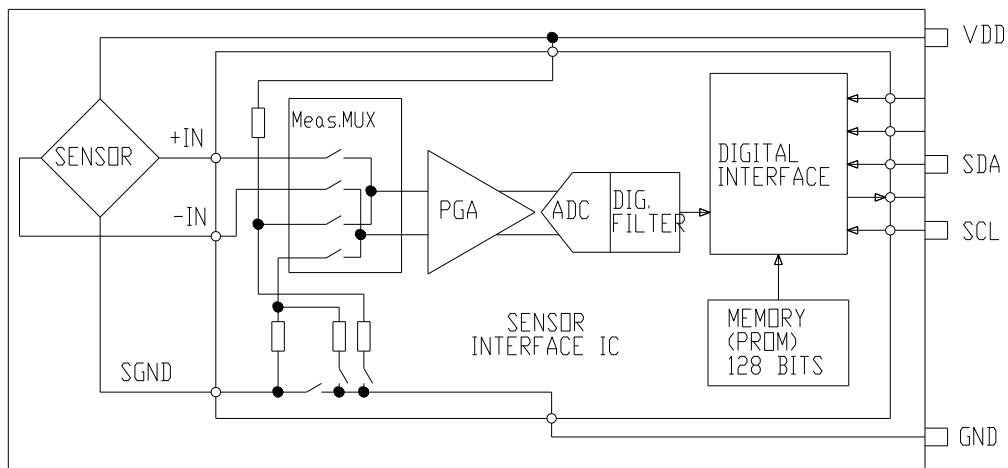 VDD
Meas.MUX
+IN
SENSOR
DIGITAL
INTERFACE
SDA
PGA
ADC
DIG.
FILTER
-IN
SCL
SENSOR
INTERFACE IC
MEMORY
(PROM)
128 BITS
SGND
GND